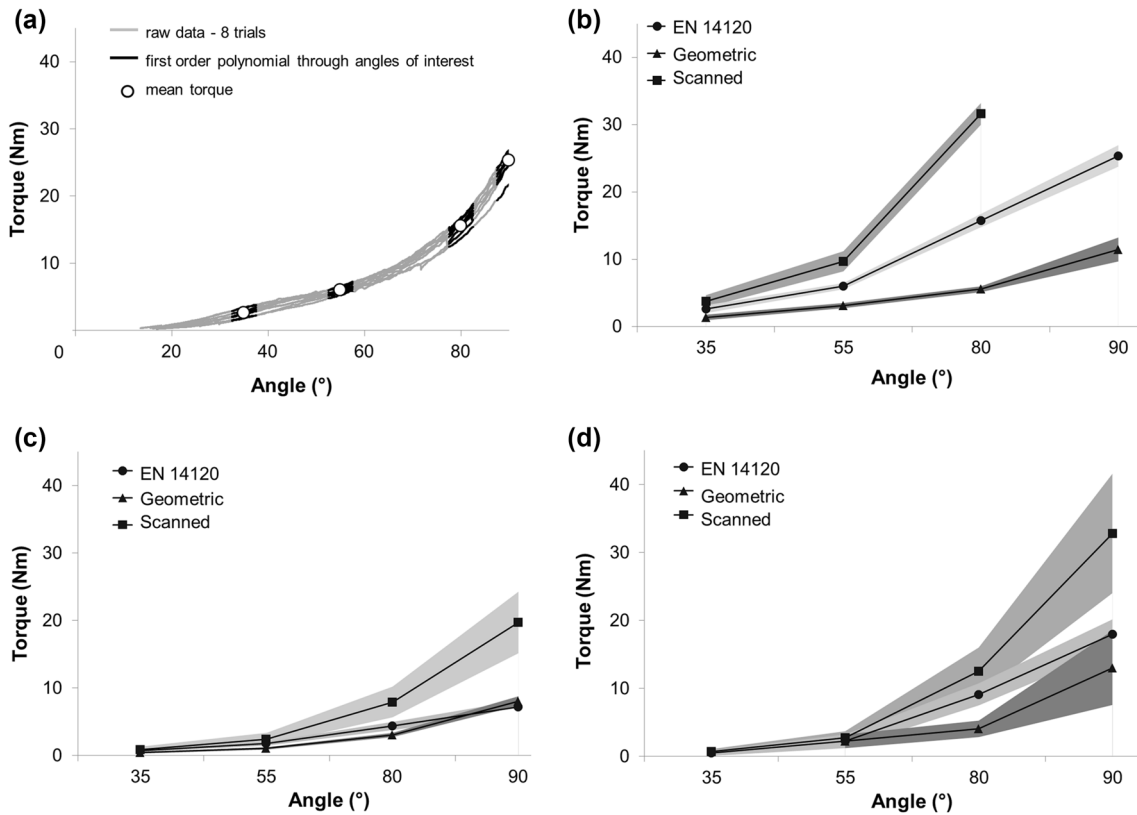 (a)
raw data - 8 trials
first order polynomial through angles of interest
mean torque
Torque (Nm)
40
30
20
10
0
20
40
60
80
Angle (°)
(b)
EN 14120
Geometric
Scanned
Torque (Nm)
40
30
20
10
0
35
55
80
90
Angle (°)
(c)
EN 14120
Geometric
Scanned
Torque (Nm)
40
30
20
10
0
35
55
80
90
Angle (°)
(d)
EN 14120
Geometric
Scanned
Torque (Nm)
40
30
20
10
0
35
55
80
90
Angle (°)